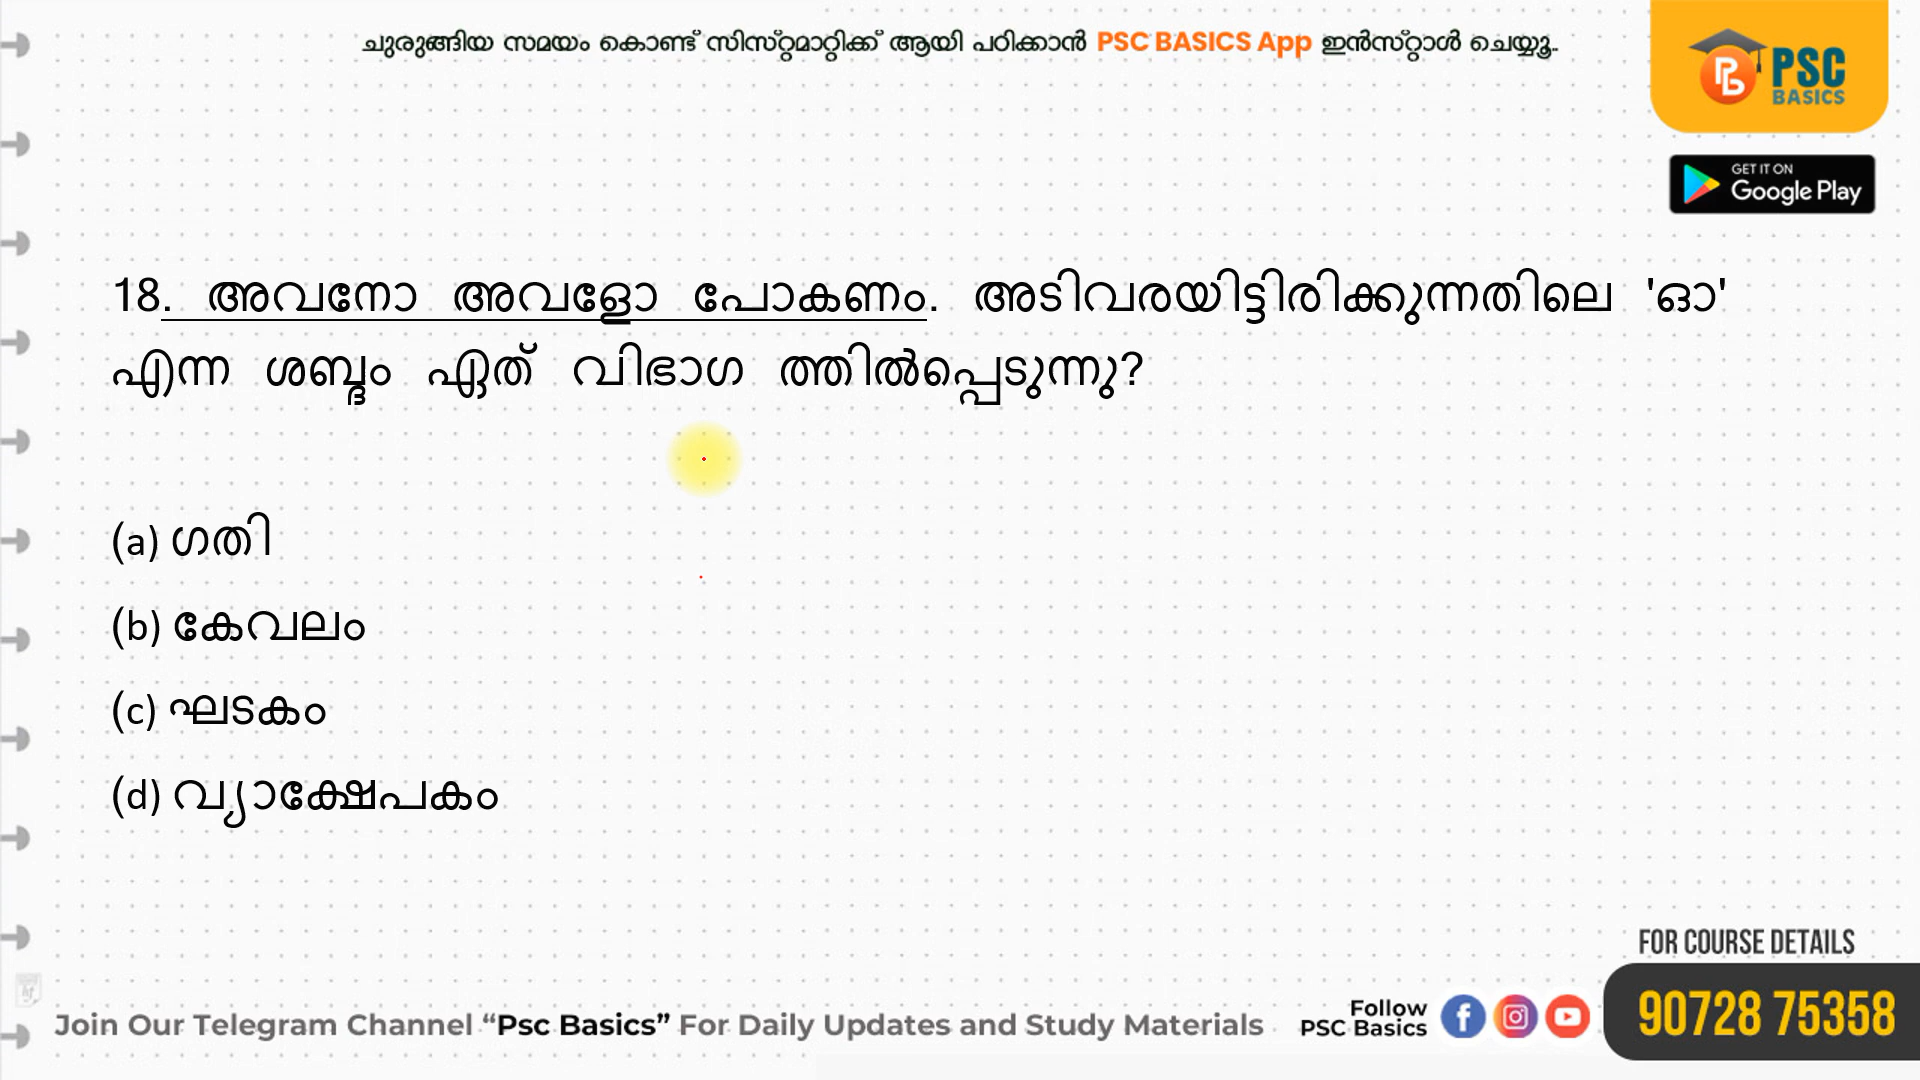 ചുരുങ്ങിയ സമയം കൊണ്ട് സിസ്റ്റമാറ്റിക്ക് ആയി പഠിക്കാൻ PSC BASICS App ഇൻസ്റ്റാൾ ചെയ്യൂ..
PSC
BASICS
GET IT ON
Google Play
18. അവനോ അവളോ പോകണം. അടിവരയിട്ടിരിക്കുന്നതിലെ 'ഓ'
എന്ന ശബ്ദം ഏത് വിഭാഗ ത്തിൽപ്പെടുന്നു?
(a) ഗതി
(b) കേവലം
(c) ഘടകം
(d) വ്യാക്ഷേപകം
FOR COURSE DETAILS
Join Our Telegram Channel “Psc Basics” For Daily Updates and Study Materials
Follow
PSC Basics
90728 75358